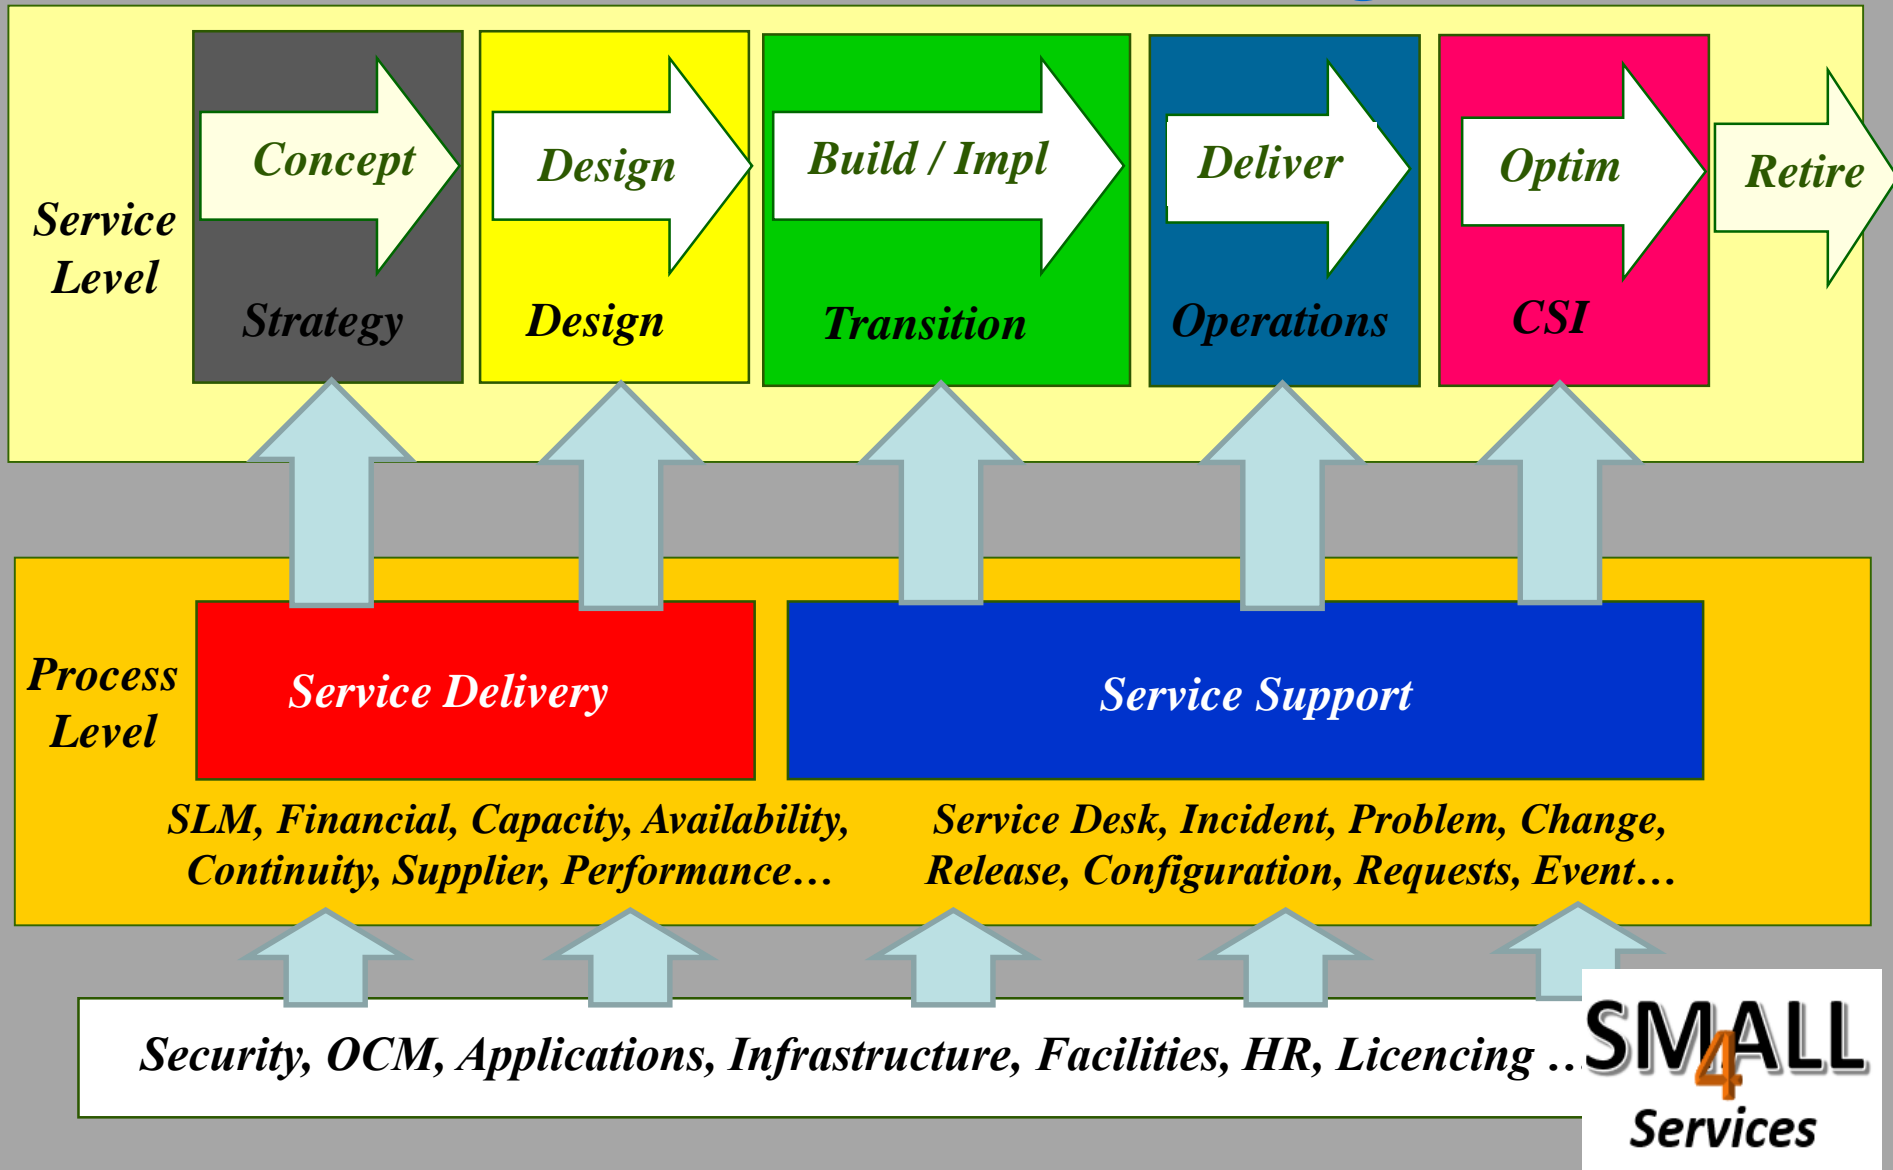 Concept
Design
Build / Impl
Deliver
Optim
Retire
Service
Level
Strategy
Design
Transition
Operations
CSI
Process
Level
Service Delivery
Service Support
SLM, Financial, Capacity, Availability,
Continuity, Supplier, Performance…
Service Desk, Incident, Problem, Change,
Release, Configuration, Requests, Event…
Security, OCM, Applications, Infrastructure, Facilities, HR, Licencing …
SM4ALL
Services